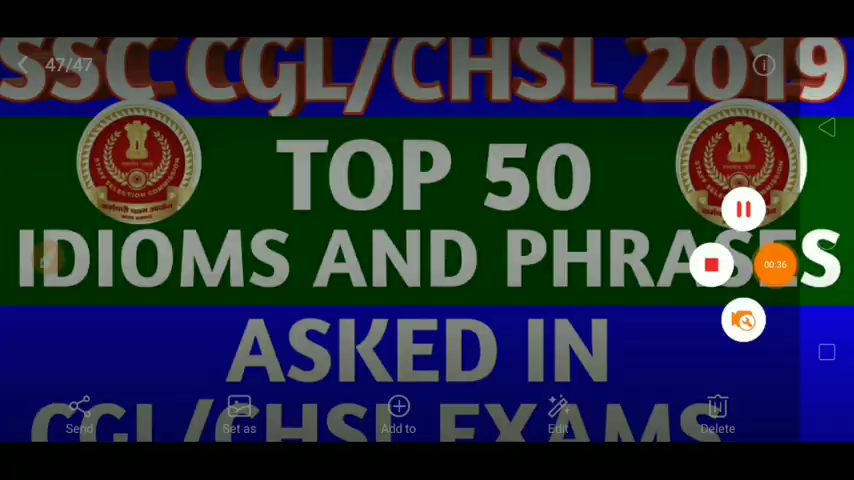 SSC CGL/CHSL 2019
47/47
TOP 50
IDIOMS AND PHRASES
00:36
ASKED IN
CGL/CHSL EXAMS
Send
Set as
Add to
Edit
Delete